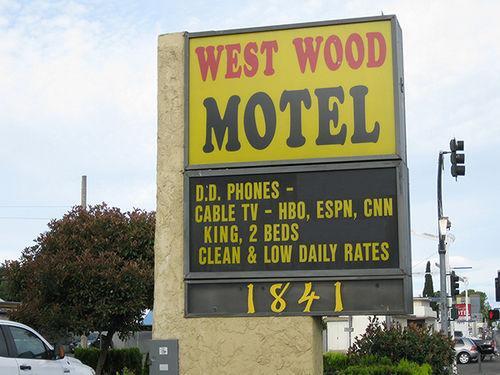 WEST WOOD
MOTEL
D.D. PHONES -
CABLE TV - HBO, ESPN, CNN
KING, 2 BEDS
CLEAN & LOW DAILY RATES
1841